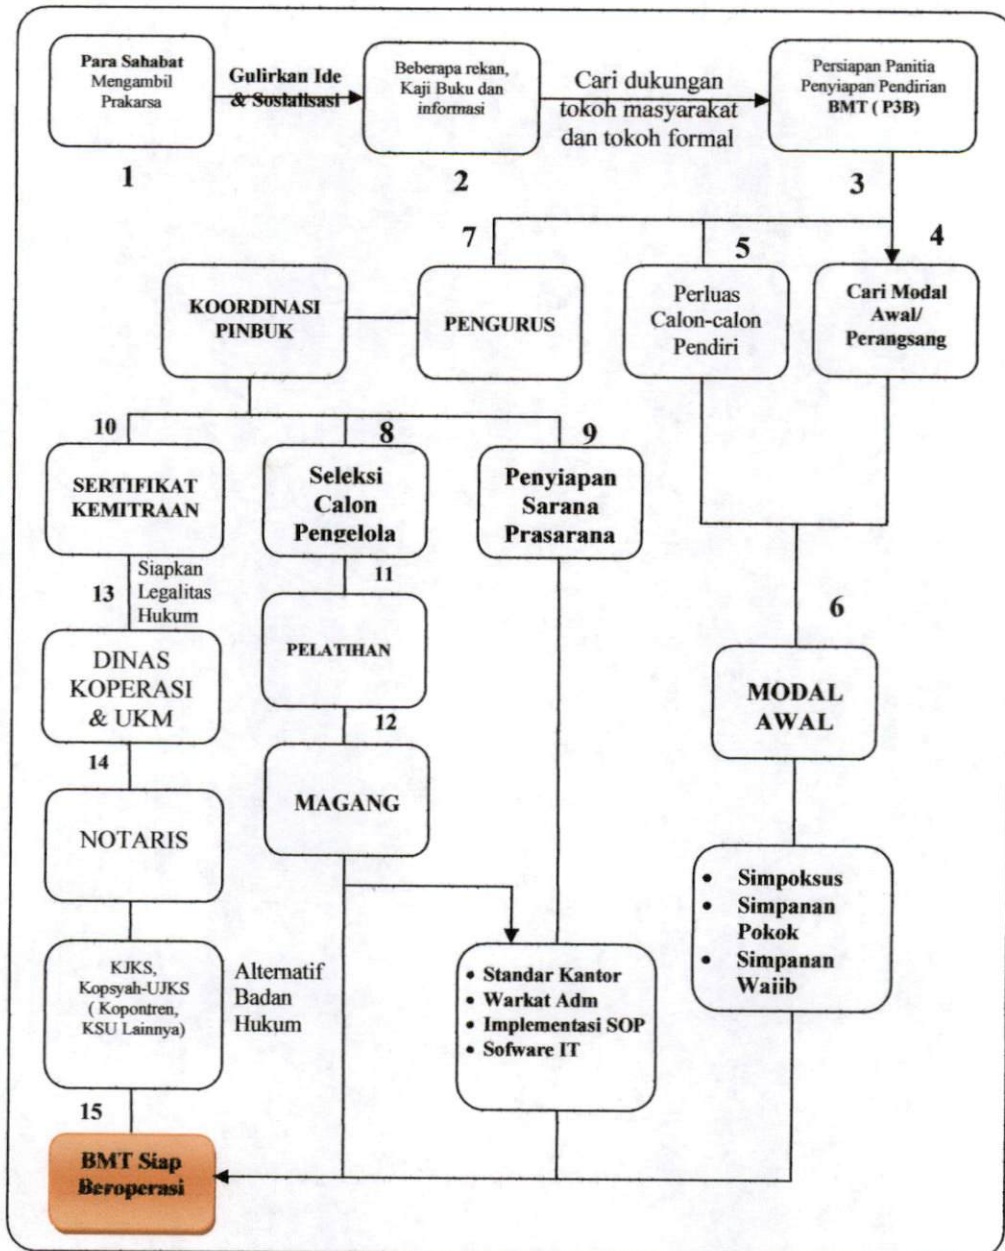 Para Sahabat
Mengambil
Prakarsa
1
Gulirkan Ide
& Sosialisasi
Beberapa rekan,
Kaji Buku dan
informasi
2
Cari dukungan
tokoh masyarakat
dan tokoh formal
Persiapan Panitia
Penyiapan Pendirian
BMT ( P3B)
3
7
5
4
KOORDINASI
PINBUK
PENGURUS
Perluas
Calon-calon
Pendiri
Cari Modal
Awal/
Perangsang
10
8
9
SERTIFIKAT
KEMITRAAN
Seleksi
Calon
Pengelola
Penyiapan
Sarana
Prasarana
13
Siapkan
Legalitas
Hukum
11
6
DINAS
KOPERASI
& UKM
PELATIHAN
MODAL
AWAL
14
12
NOTARIS
MAGANG
• Simpoksus
• Simpanan
Pokok
• Simpanan
Waiib
KJKS,
Kopsyah-UJKS
( Kopontren,
KSU Lainnya)
Alternatif
Badan
Hukum
• Standar Kantor
• Warkat Adm
• Implementasi SOP
• Sofware IT
15
BMT Siap
Beroperasi